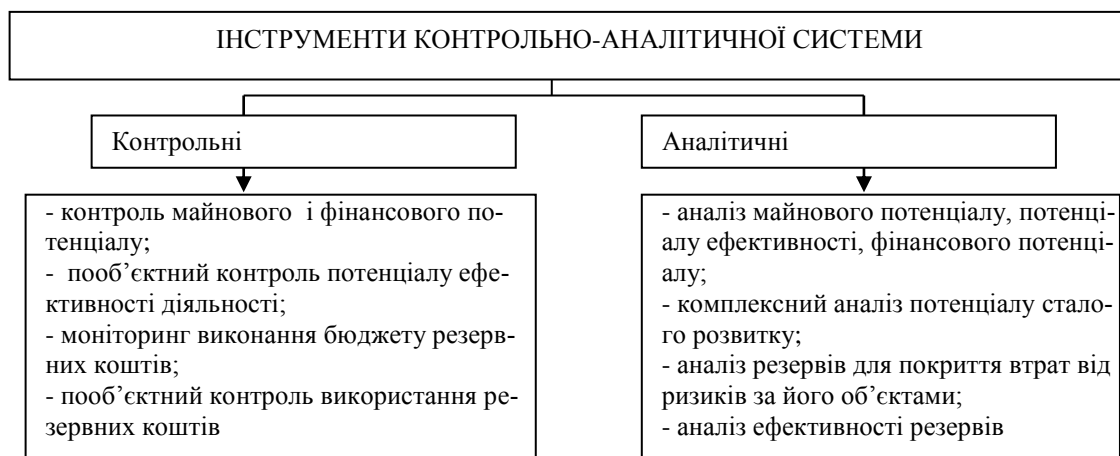 ІНСТРУМЕНТИ КОНТРОЛЬНО-АНАЛІТИЧНОЇ СИСТЕМИ
Контрольні
- контроль майнового і фінансового по-
тенціалу;
- пооб’єктний контроль потенціалу ефе-
ективності діяльності;
- моніторинг виконання бюджету резерв-
них коштів;
- пооб’єктний контроль використання ре-
зервних коштів
Аналітичні
- аналіз майнового потенціалу, потенці-
алу ефективності, фінансового потенці-
алу;
- комплексний аналіз потенціалу стало-
го розвитку;
- аналіз резервів для покриття втрат від
ризиків за його об’єктами;
- аналіз ефективності резервів